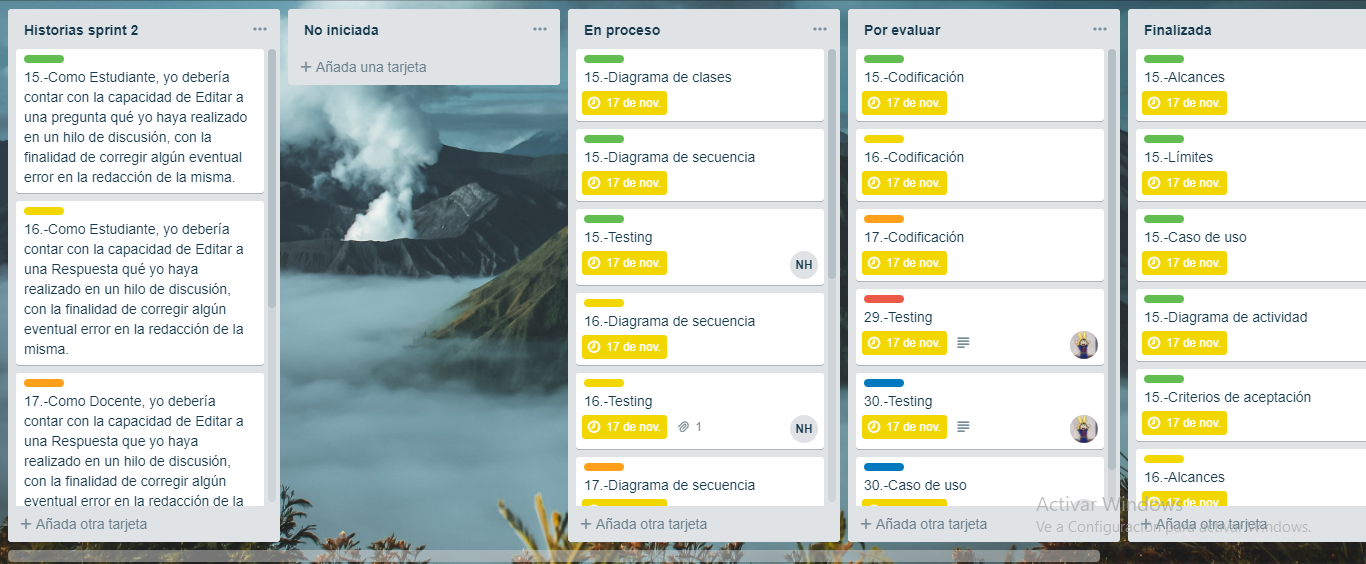 Historias sprint 2
15.-Como Estudiante, yo debería
contar con la capacidad de Editar a
una pregunta qué yo haya realizado
en un hilo de discusión, con la
finalidad de corregir algún eventual
error en la redacción de la misma.
16.-Como Estudiante, yo debería
contar con la capacidad de Editar a
una Respuesta qué yo haya
realizado en un hilo de discusión,
con la finalidad de corregir algún
eventual error en la redacción de la
misma.
17.-Como Docente, yo debería
contar con la capacidad de Editar a
una Respuesta que yo haya
realizado en un hilo de discusión,
con la finalidad de corregir algún
eventual error en la redacción de la
+ Añada otra tarjeta
No iniciada
+ Añada una tarjeta
En proceso
15.-Diagrama de clases
17 de nov.
15.-Diagrama de secuencia
17 de nov.
15.-Testing
17 de nov.
NH
16.-Diagrama de secuencia
17 de nov.
16.-Testing
17 de nov. 1
NH
17.-Diagrama de secuencia
+ Añada otra tarjeta
Por evaluar
15.-Codificación
17 de nov.
16.-Codificación
17 de nov.
17.-Codificación
17 de nov.
29.-Testing
17 de nov.
30.-Testing
17 de nov.
30.-Caso de uso
+ Añada otra tarjeta
Finalizada
15.-Alcances
17 de nov.
15.-Límites
17 de nov.
15.-Caso de uso
17 de nov.
15.-Diagrama de actividad
17 de nov.
15.-Criterios de aceptación
17 de nov.
16.-Alcances
17 de nov.
+ Añada otra tarjeta
Activar Windows
Ve a Configuración para activar Windows.